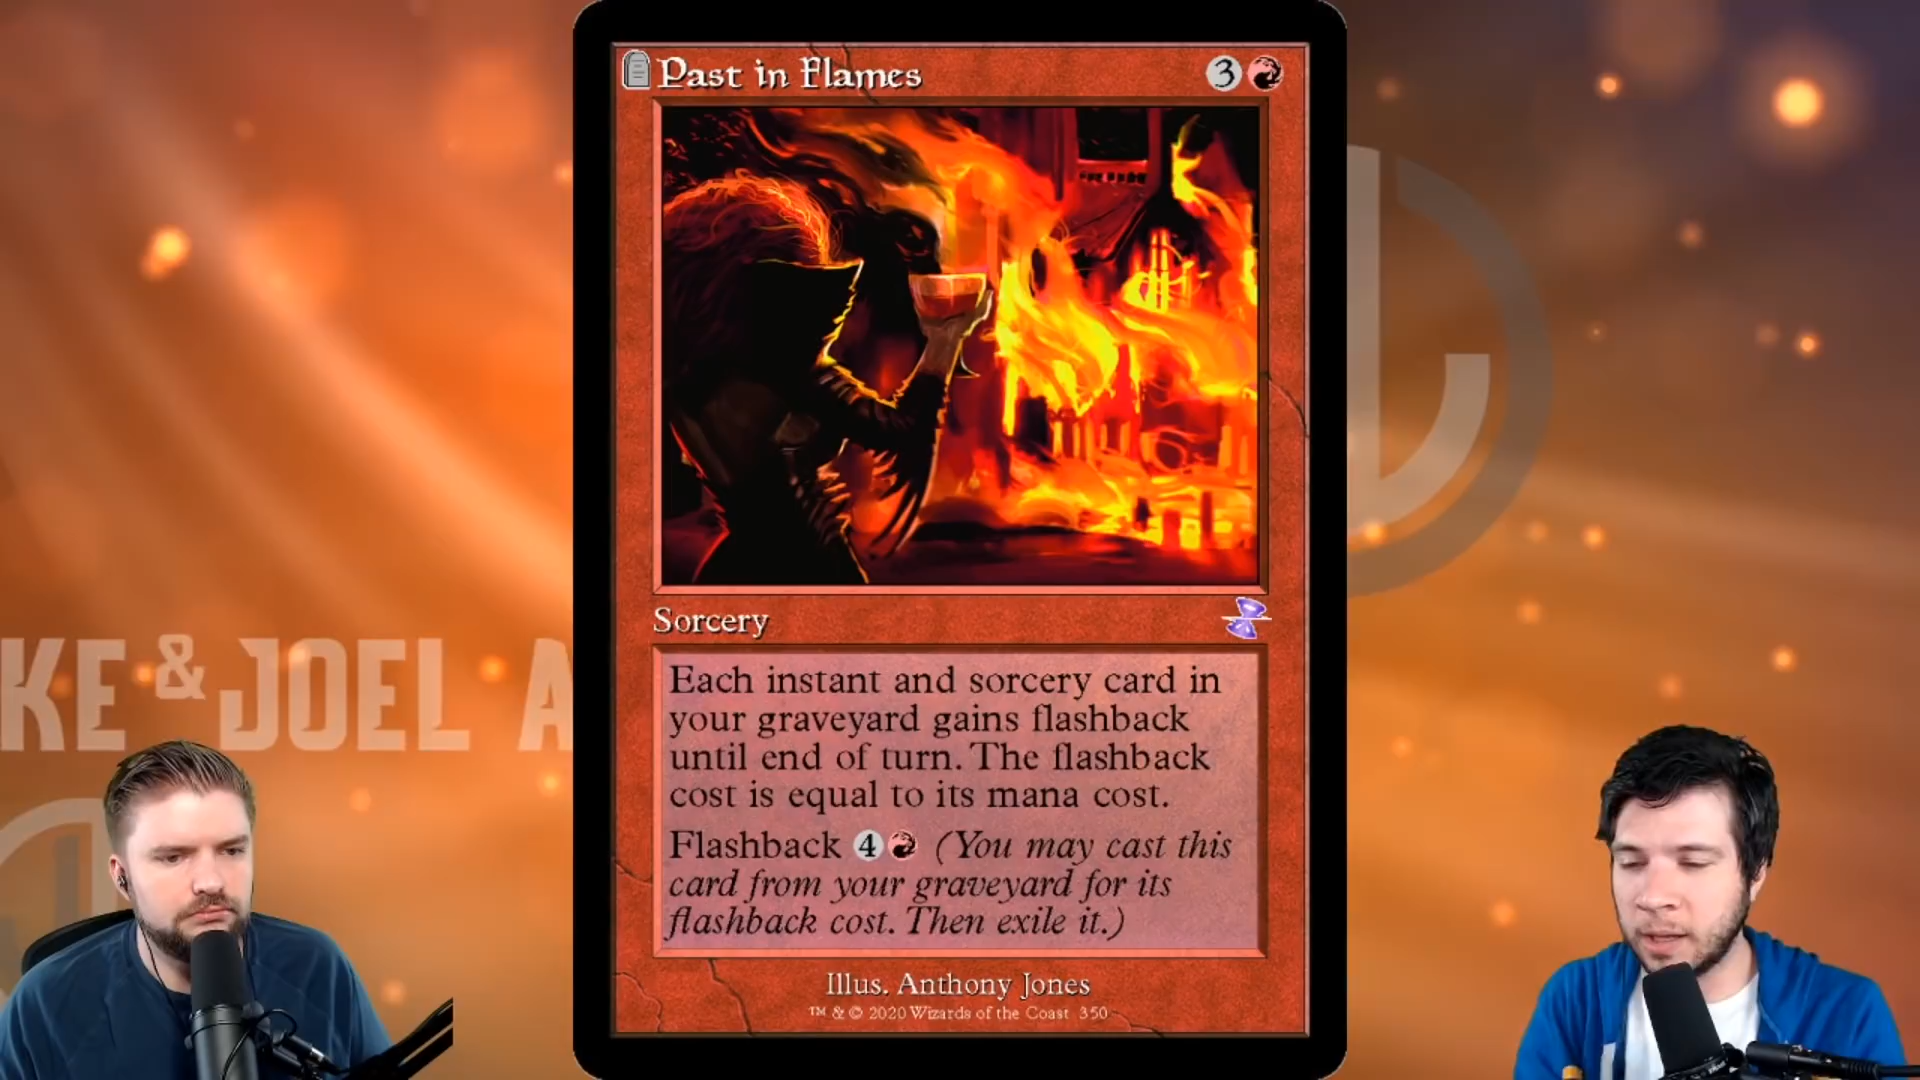 Past in Flames 3
KE & JOEL A
Sorcery
Each instant and sorcery card in
your graveyard gains flashback
until end of turn. The flashback
cost is equal to its mana cost.
Flashback 4 (You may cast this
card from your graveyard for its
flashback cost. Then exile it.)
Illus. Anthony Jones
™ & © 2020 Wizards of the Coast 350